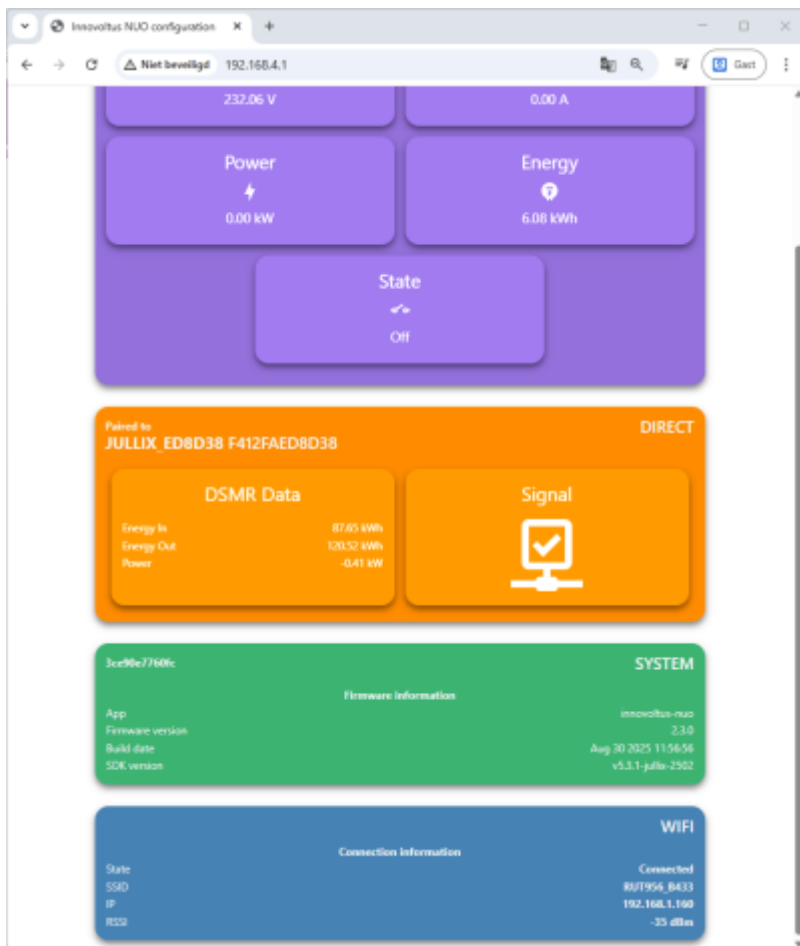 Innovoltus NUO configuration
Niet beveiligd 192.168.4.1
Gast
232.06 V 0.00 A
Power Energy
0.00 kW 6.08 kWh
State
Off
Paired to DIRECT
JULLIX_ED8D38 F412FAED8D38
DSMR Data Signal
Energy In 87.65 kWh
Energy Out 120.52 kWh
Power -0.41 kW
3ce90e7760fc SYSTEM
Firmware information
App innovoltus-nuo
Firmware version 2.3.0
Build date Aug 30 2025 11:56:56
SDK version v5.3.1-jullix-2502
WIFI
Connection information
State Connected
SSID RUT956_B433
IP 192.168.1.160
RSSI -35 dBm